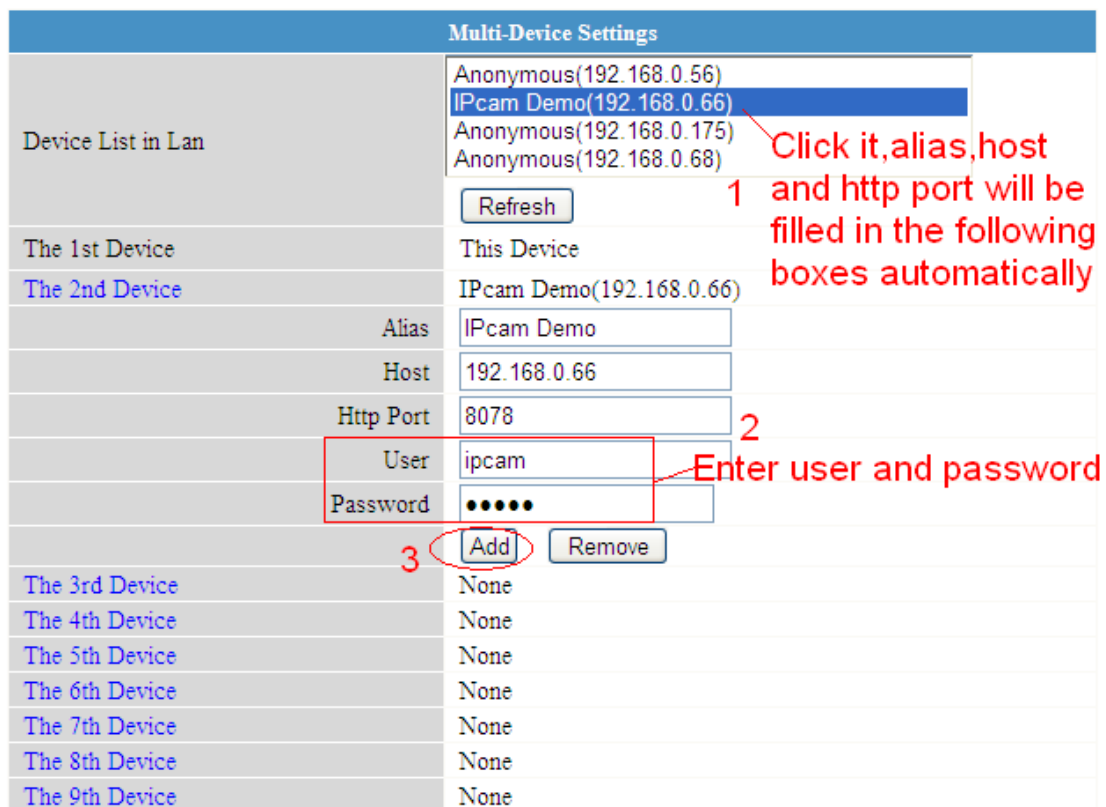 Multi-Device Settings
Device List in Lan
Anonymous(192.168.0.56)
IPcam Demo(192.168.0.66)
Anonymous(192.168.0.175)
Anonymous(192.168.0.68)
Refresh
1
Click it,alias,host
and http port will be
filled in the following
boxes automatically
The 1st Device This Device
The 2nd Device IPcam Demo(192.168.0.66)
Alias IPcam Demo
Host 192.168.0.66
Http Port 8078
2
User ipcam
Enter user and password
Password •••••
3 Add Remove
The 3rd Device None
The 4th Device None
The 5th Device None
The 6th Device None
The 7th Device None
The 8th Device None
The 9th Device None